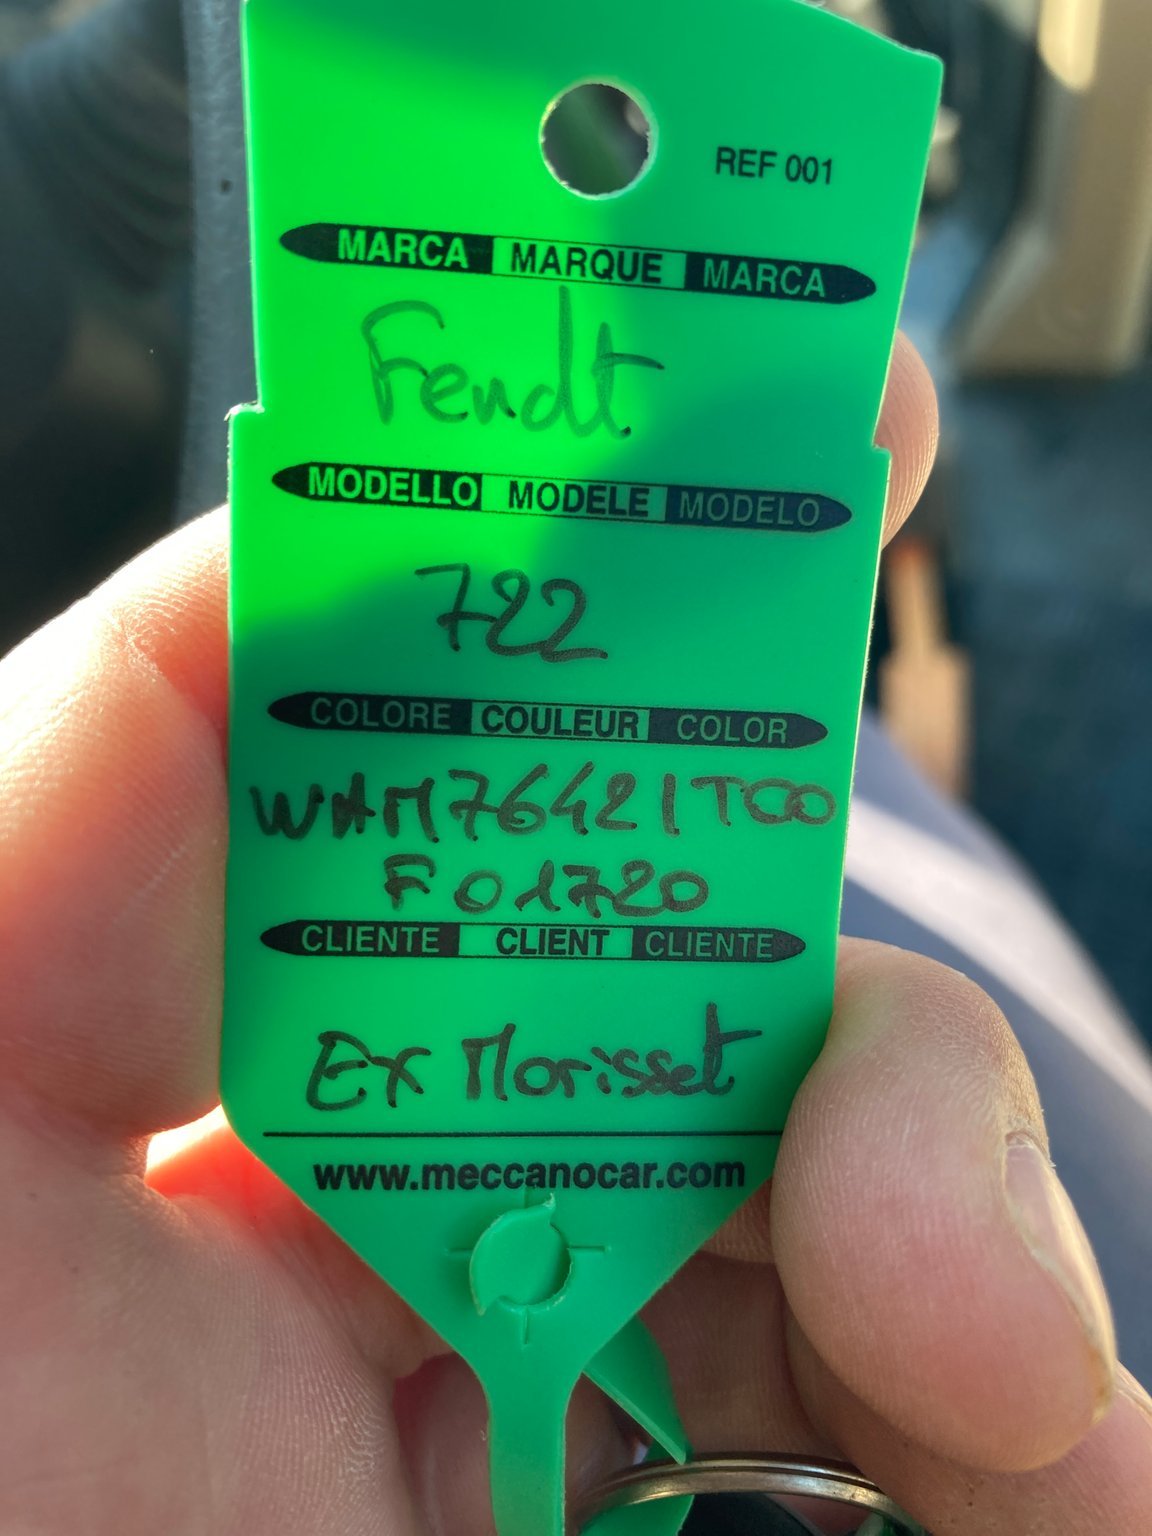 REF 001
MARCA MARQUE MARCA
Fendt
MODELLO MODELE MODELO
722
COLORE COULEUR COLOR
WAM76421TCO
F01720
CLIENTE CLIENT CLIENTE
Ex Morisset
www.meccanocar.com